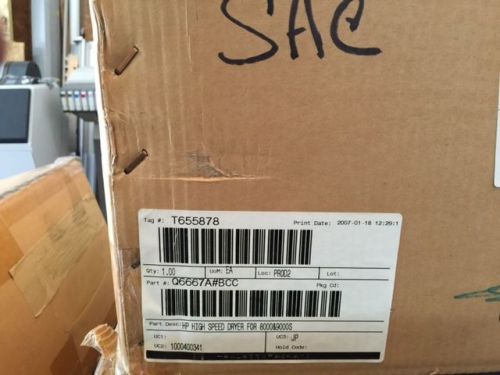 SAC
Tag #: T655878 Print Date: 2007-01-18 12:29:1
Qty: 1.00 UoM: EA Loc: PROD2 Lot:
Part #: Q6667A#BCC Pkg Cd:
Part Desc: HP HIGH SPEED DRYER FOR 8000&9000S
UC1: UC3: JP
UC2: 1000400341 Hold Code: